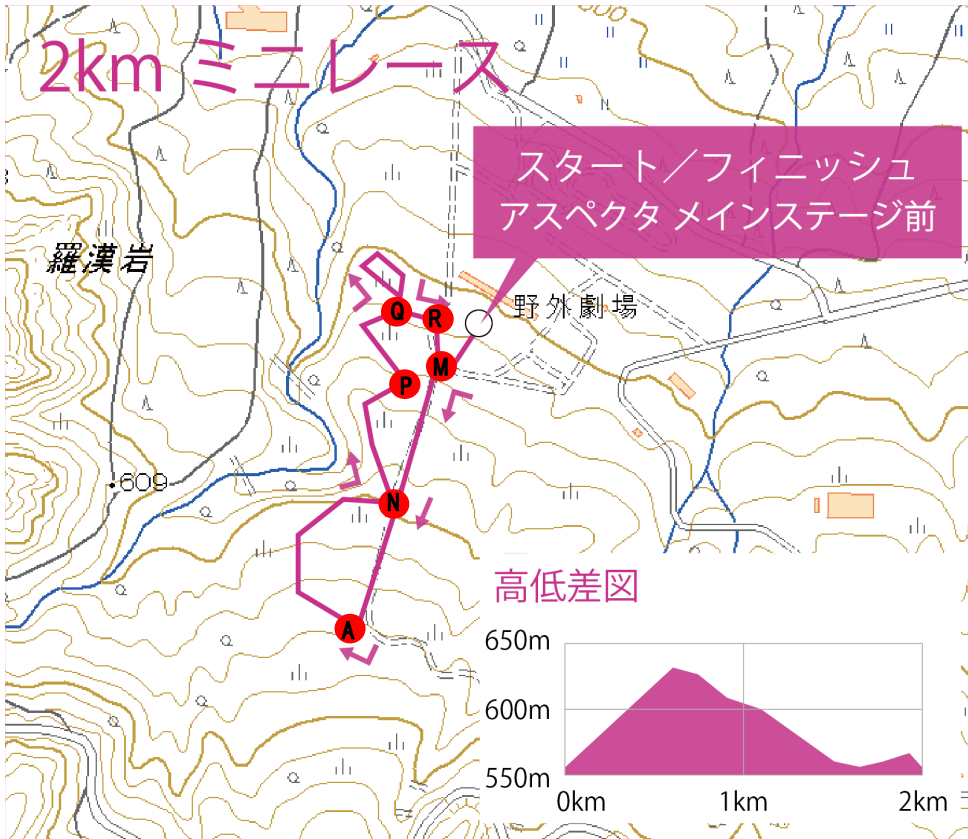 2km ミニレース
スタート／フィニッシュ
アスペクタ メインステージ前
羅漢岩
野外劇場
600
Q
R
M
P
609
N
A
高低差図
650m
600m
550m
0km
1km
2km